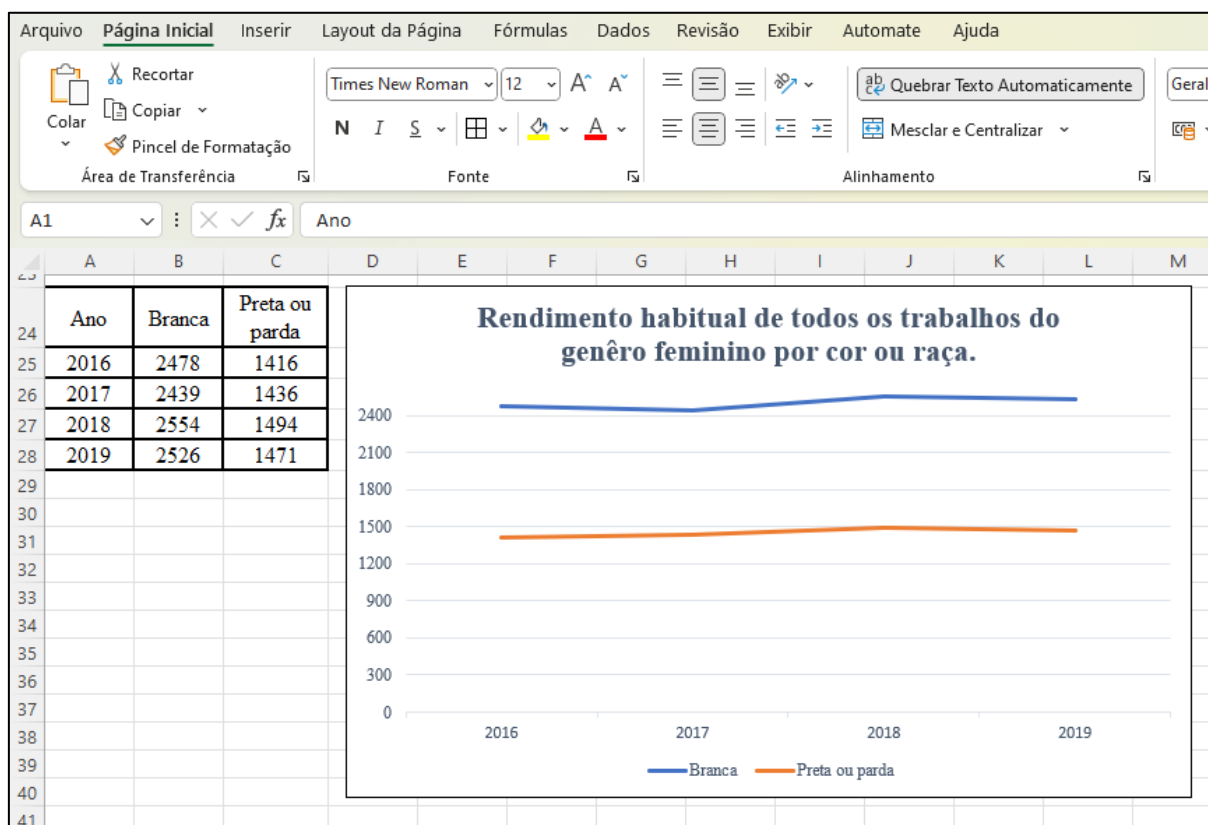 Arquivo Página Inicial Inserir Layout da Página Fórmulas Dados Revisão Exibir Automate Ajuda
Colar
Recortar
Copiar
Pincel de Formatação
Área de Transferência
Times New Roman 12 A A
N I S A
Fonte
ab Quebrar Texto Automaticamente
Mesclar e Centralizar
Alinhamento
Geral
A1 fx Ano
A B C D E F G H I J K L M
23
24 Ano Branca Preta ou
parda
25 2016 2478 1416
26 2017 2439 1436
27 2018 2554 1494
28 2019 2526 1471
29
30
31
32
33
34
35
36
37
38
39
40
41
Rendimento habitual de todos os trabalhos do
genêro feminino por cor ou raça.
2400
2100
1800
1500
1200
900
600
300
0
2016 2017 2018 2019
Branca Preta ou parda